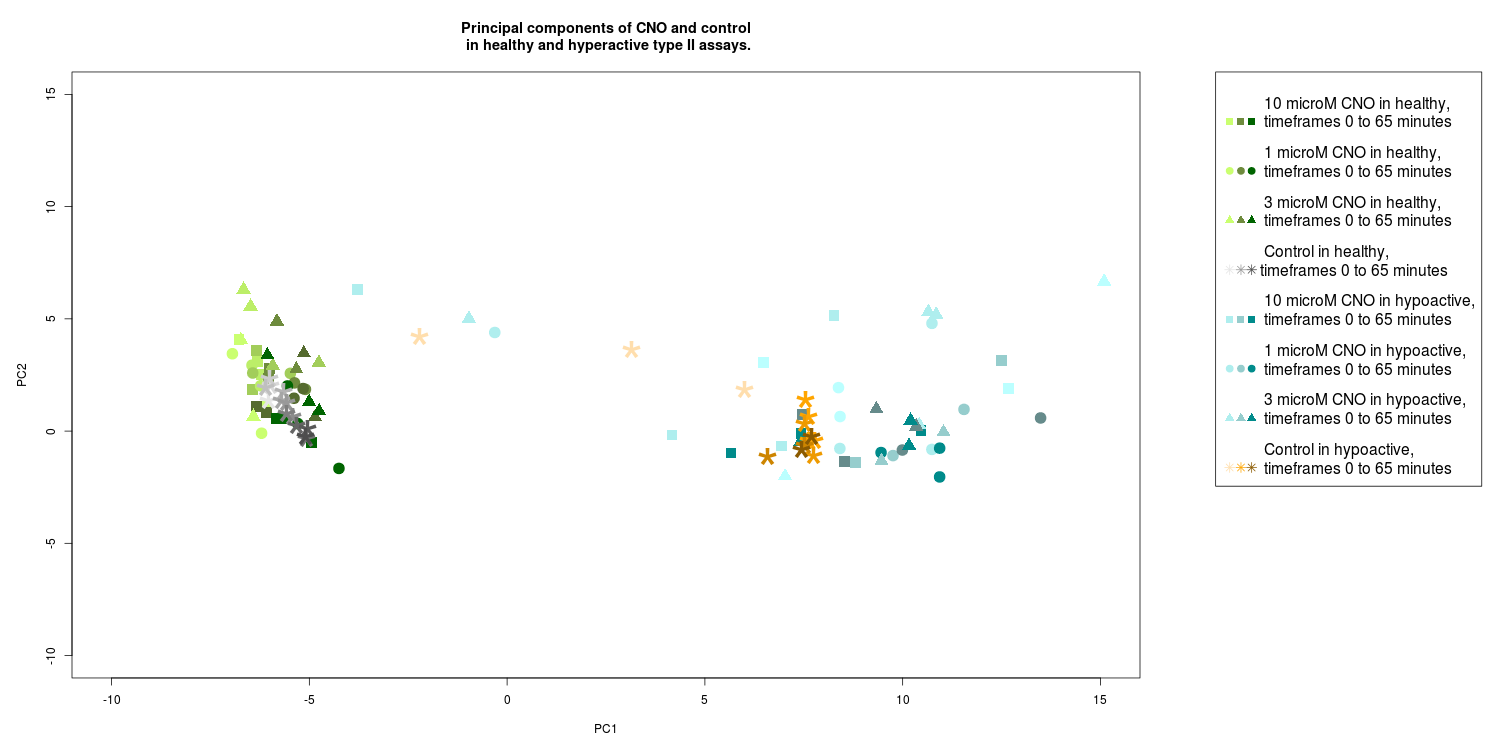 Principal components of CNO and control
in healthy and hyperactive type II assays.
15
10
5
0
-5
-10
PC2
-10
-5
0
5
10
15
PC1
10 microM CNO in healthy,
timeframes 0 to 65 minutes
1 microM CNO in healthy,
timeframes 0 to 65 minutes
3 microM CNO in healthy,
timeframes 0 to 65 minutes
Control in healthy,
timeframes 0 to 65 minutes
10 microM CNO in hypoactive,
timeframes 0 to 65 minutes
1 microM CNO in hypoactive,
timeframes 0 to 65 minutes
3 microM CNO in hypoactive,
timeframes 0 to 65 minutes
Control in hypoactive,
timeframes 0 to 65 minutes